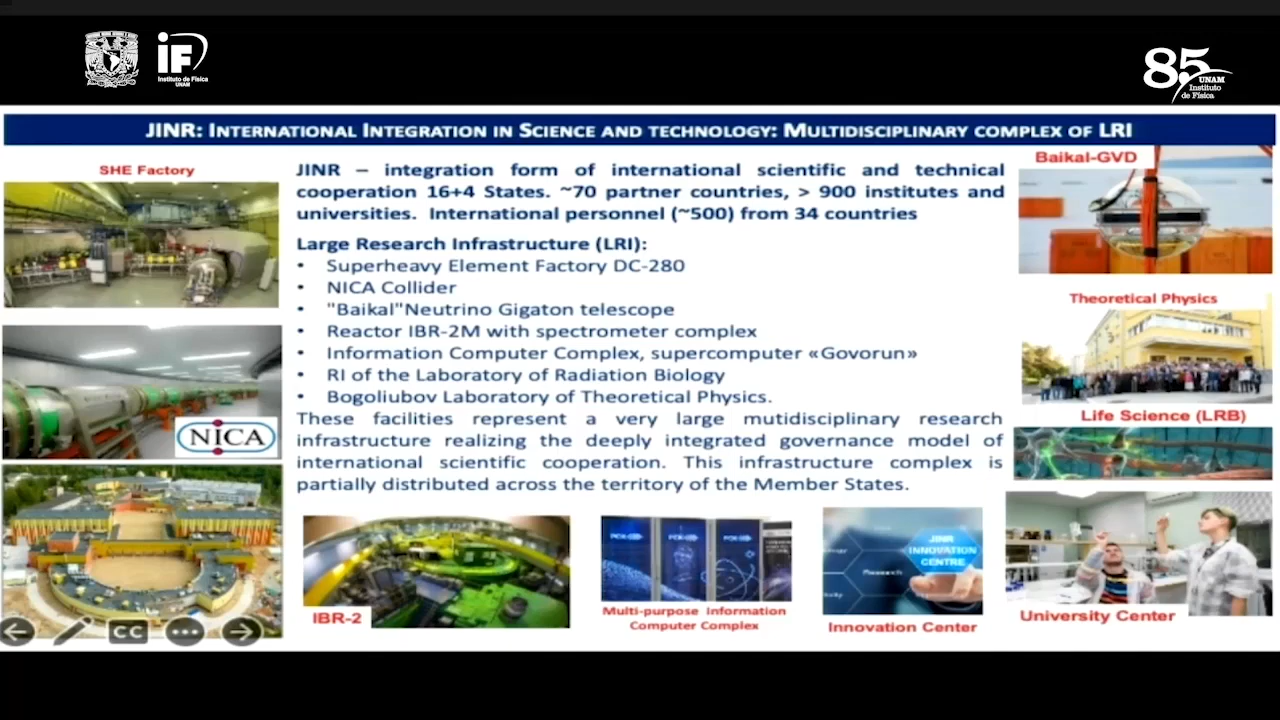 iF
Instituto de Física
UNAM
85
UNAM
Instituto
de Física
JINR: INTERNATIONAL INTEGRATION IN SCIENCE AND TECHNOLOGY: MULTIDISCIPLINARY COMPLEX OF LRI
SHE Factory
JINR – integration form of international scientific and technical
cooperation 16+4 States. ~70 partner countries, > 900 institutes and
universities. International personnel (~500) from 34 countries
Large Research Infrastructure (LRI):
• Superheavy Element Factory DC-280
• NICA Collider
• "Baikal"Neutrino Gigaton telescope
• Reactor IBR-2M with spectrometer complex
• Information Computer Complex, supercomputer «Govorun»
• RI of the Laboratory of Radiation Biology
• Bogoliubov Laboratory of Theoretical Physics.
These facilities represent a very large mutidisciplinary research
infrastructure realizing the deeply integrated governance model of
international scientific cooperation. This infrastructure complex is
partially distributed across the territory of the Member States.
Baikal-GVD
Theoretical Physics
Life Science (LRB)
NICA
IBR-2
Multi-purpose Information
Computer Complex
JINR
INNOVATION
CENTRE
Research
Innovation Center
University Center
CC